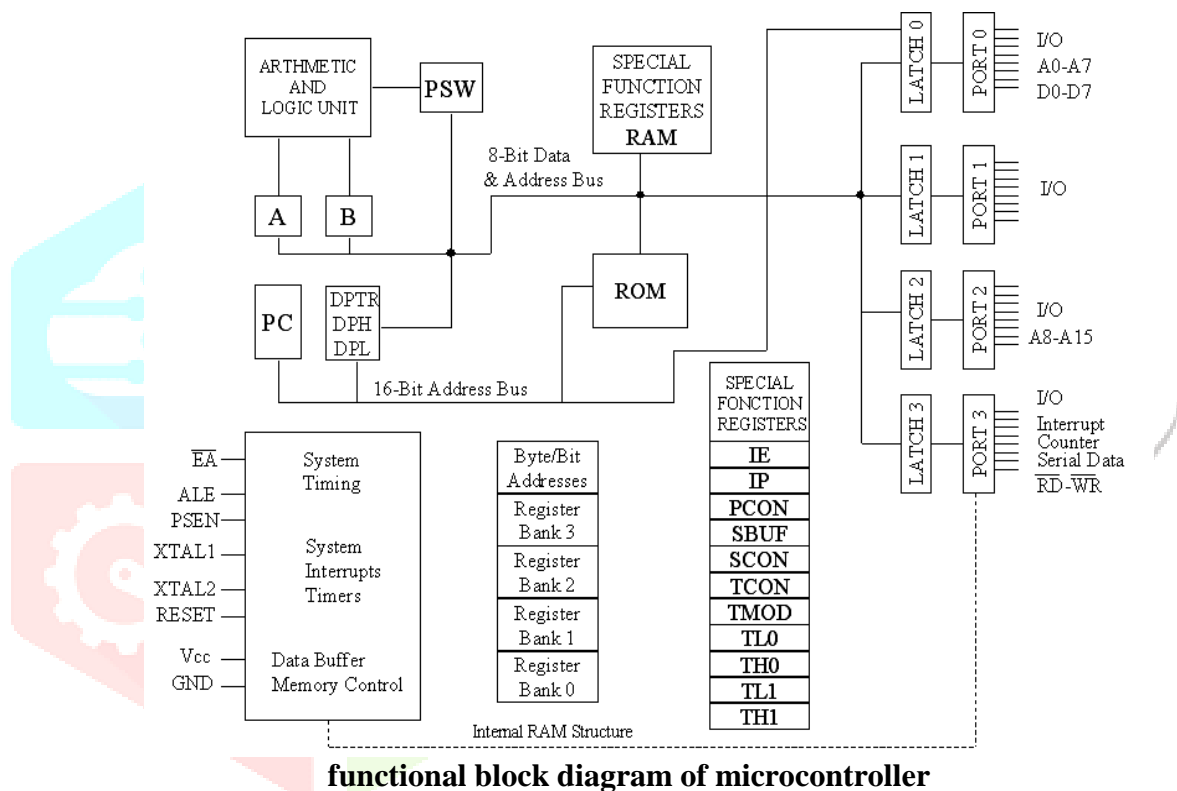 ARTHMETIC
AND
LOGIC UNIT
PSW
A
B
PC
DPTR
DPH
DPL
8-Bit Data
& Address Bus
16-Bit Address Bus
SPECIAL
FUNCTION
REGISTERS
RAM
ROM
LATCH 0
PORT 0
I/O
A0-A7
D0-D7
LATCH 1
PORT 1
I/O
LATCH 2
PORT 2
I/O
A8-A15
LATCH 3
PORT 3
I/O
Interrupt
Counter
Serial Data
RD-WR
EA
ALE
PSEN
XTAL1
XTAL2
RESET
Vcc
GND
System
Timing
System
Interrupts
Timers
Data Buffer
Memory Control
Byte/Bit
Addresses
Register
Bank 3
Register
Bank 2
Register
Bank 1
Register
Bank 0
SPECIAL
FONCTION
REGISTERS
IE
IP
PCON
SBUF
SCON
TCON
TMOD
TL0
TH0
TL1
TH1
Internal RAM Structure
functional block diagram of microcontroller